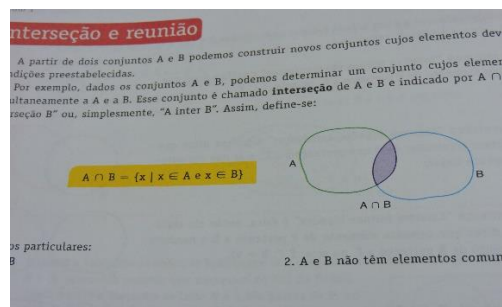 nterseção e reunião
A partir de dois conjuntos A e B podemos construir novos conjuntos cujos elementos dev
ndições preestabelecidas.
Por exemplo, dados os conjuntos A e B, podemos determinar um conjunto cujos elemen
ultaneamente a A e a B. Esse conjunto é chamado interseção de A e B e indicado por A ∩
rseção B" ou, simplesmente, "A inter B". Assim, define-se:
A ∩ B = {x | x ∈ A e x ∈ B}
A
B
A ∩ B
os particulares:
B
2. A e B não têm elementos comun